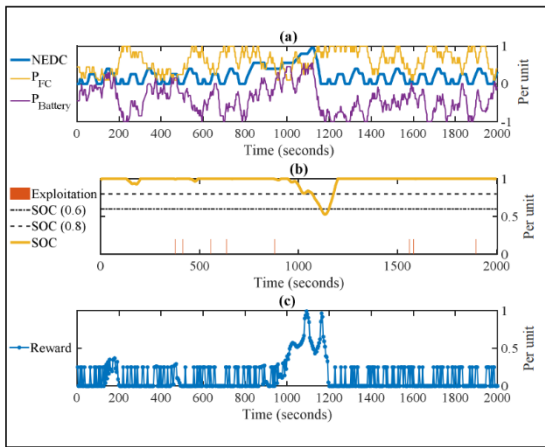 (a)
NEDC
P_FC
P_Battery
1
0
-1
Per unit
0 200 400 600 800 1000 1200 1400 1600 1800 2000
Time (seconds)
(b)
Exploitation
SOC (0.6)
SOC (0.8)
SOC
1
0.5
0
Per unit
0 500 1000 1500 2000
Time (seconds)
(c)
Reward
1
0.5
0
Per unit
0 200 400 600 800 1000 1200 1400 1600 1800 2000
Time (seconds)